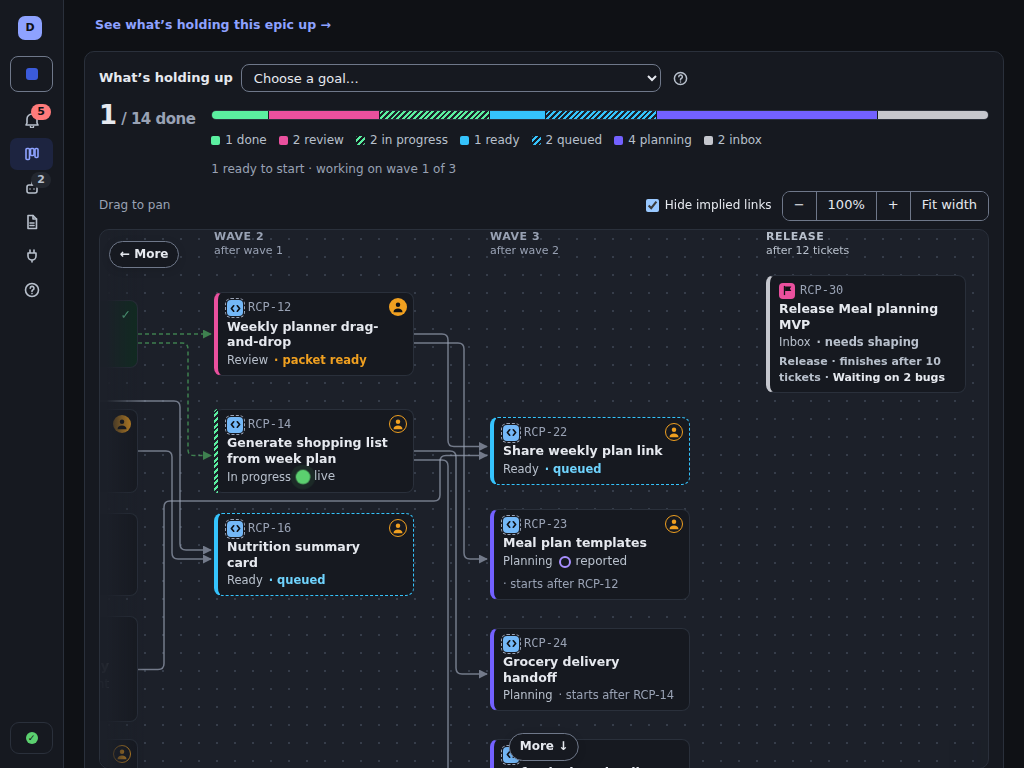 D
See what's holding this epic up →
What's holding up
Choose a goal…
5
1 / 14 done
1 done
2 review
2 in progress
1 ready
2 queued
4 planning
2 inbox
2
1 ready to start · working on wave 1 of 3
Drag to pan
Hide implied links
−
100%
+
Fit width
← More
WAVE 2
after wave 1
WAVE 3
after wave 2
RELEASE
after 12 tickets
RCP-12
Weekly planner drag-
and-drop
Review · packet ready
RCP-14
Generate shopping list
from week plan
In progress live
RCP-16
Nutrition summary
card
Ready · queued
RCP-22
Share weekly plan link
Ready · queued
RCP-23
Meal plan templates
Planning reported
· starts after RCP-12
RCP-24
Grocery delivery
handoff
Planning · starts after RCP-14
RCP-30
Release Meal planning
MVP
Inbox · needs shaping
Release · finishes after 10
tickets · Waiting on 2 bugs
More ↓